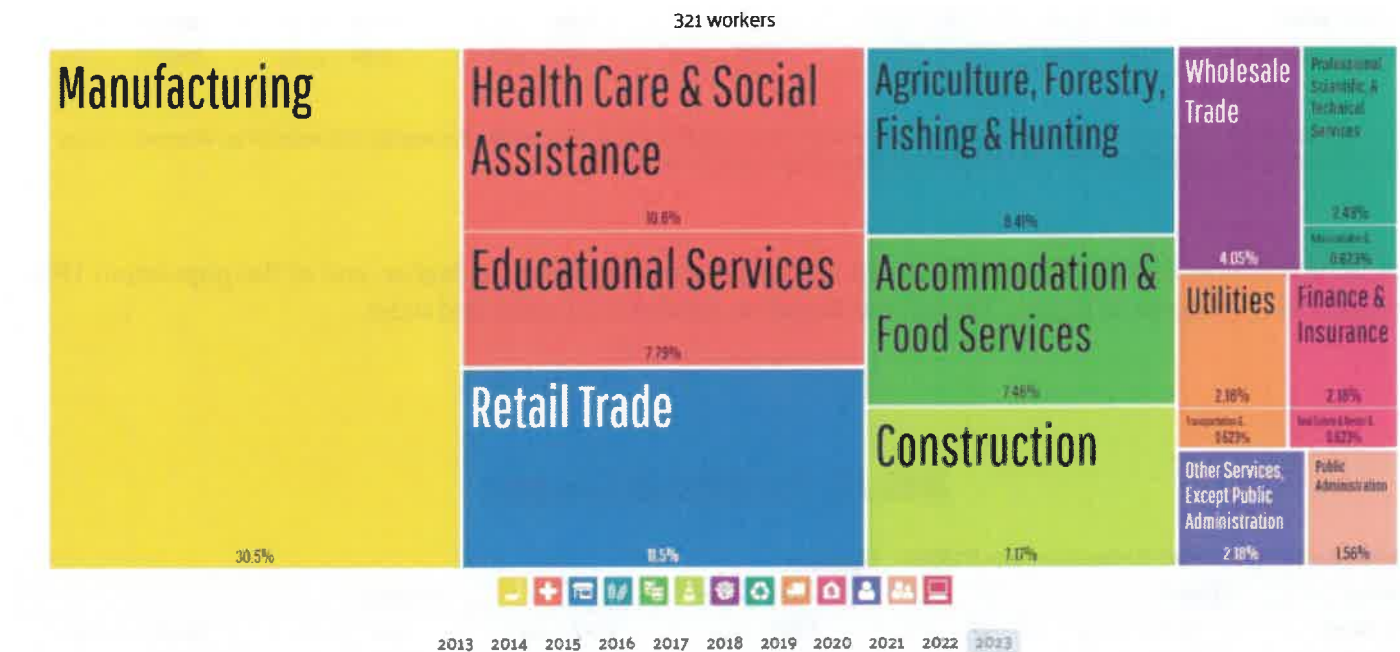 321 workers
Manufacturing
30.5%
Health Care & Social
Assistance
10.6%
Educational Services
7.79%
Retail Trade
11.5%
Agriculture, Forestry,
Fishing & Hunting
8.41%
Accommodation &
Food Services
7.48%
Construction
7.17%
Wholesale
Trade
4.05%
Professional,
Scientific, &
Technical
Services
2.49%
0.623%
Utilities
2.18%
Finance &
Insurance
2.18%
Transportation &
0.623%
0.623%
Other Services,
Except Public
Administration
2.18%
Public
Administration
1.56%
2013 2014 2015 2016 2017 2018 2019 2020 2021 2022 2023